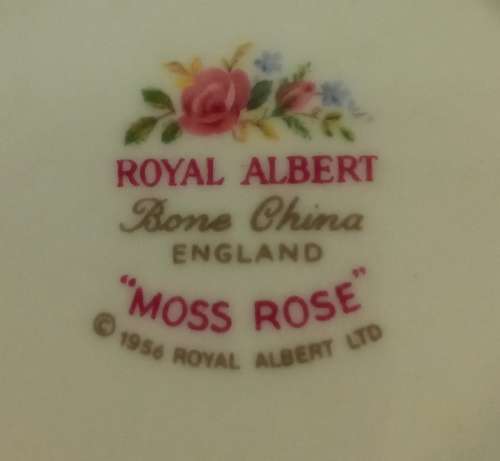 ROYAL ALBERT
Bone China
ENGLAND
"MOSS ROSE"
© 1956 ROYAL ALBERT LTD